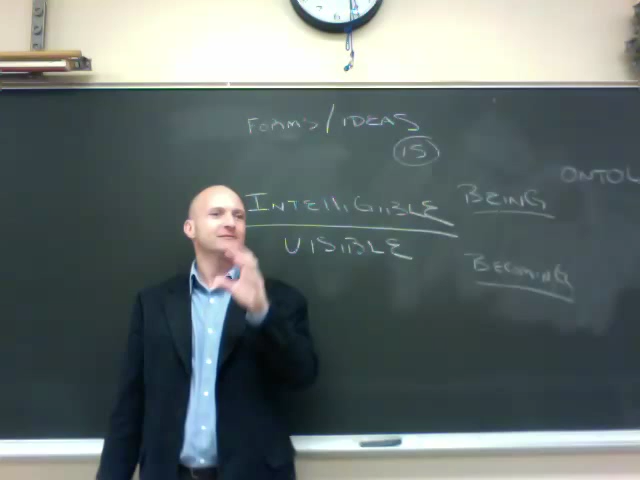 FORMS / IDEAS
IS
INTELLIGIBLE BEING ONTOL
VISIBLE BECOMING